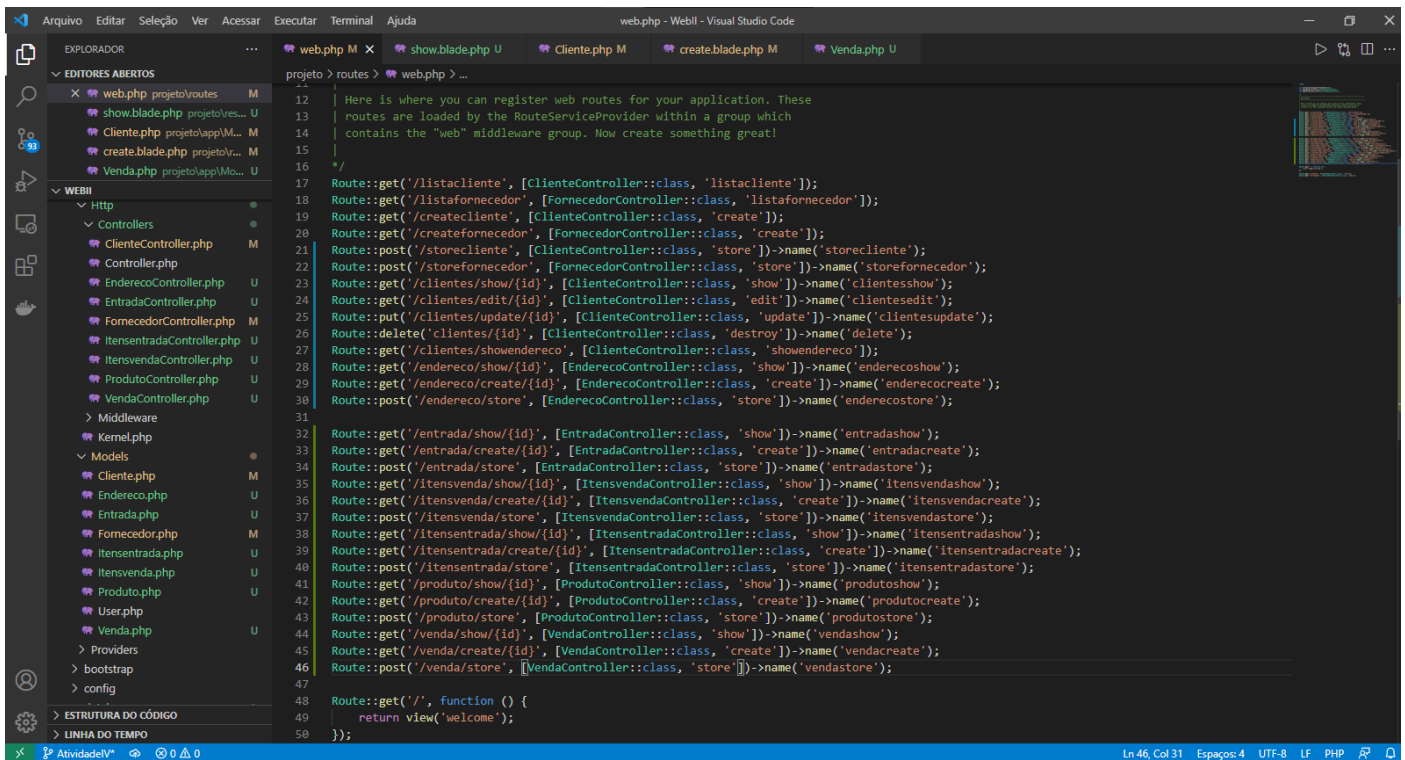 Arquivo Editar Seleção Ver Acessar Executar Terminal Ajuda
web.php - WebII - Visual Studio Code
EXPLORADOR
EDITORES ABERTOS
web.php projeto\routes M
show.blade.php projeto\res... U
Cliente.php projeto\app\M... M
create.blade.php projeto\r... M
Venda.php projeto\app\Mo... U
WEBII
Http
Controllers
ClienteController.php M
Controller.php
EnderecoController.php U
EntradaController.php U
FornecedorController.php M
ItensentradaController.php U
ItensvendaController.php U
ProdutoController.php U
VendaController.php U
Middleware
Kernel.php
Models
Cliente.php M
Endereco.php U
Entrada.php U
Fornecedor.php M
Itensentrada.php U
Itensvenda.php U
Produto.php U
User.php
Venda.php U
Providers
bootstrap
config
ESTRUTURA DO CÓDIGO
LINHA DO TEMPO
93
web.php M
show.blade.php U
Cliente.php M
create.blade.php M
Venda.php U
projeto > routes > web.php > ...
11 |
12 | Here is where you can register web routes for your application. These
13 | routes are loaded by the RouteServiceProvider within a group which
14 | contains the "web" middleware group. Now create something great!
15 |
16 */
17 Route::get('/listacliente', [ClienteController::class, 'listacliente']);
18 Route::get('/listafornecedor', [FornecedorController::class, 'listafornecedor']);
19 Route::get('/createcliente', [ClienteController::class, 'create']);
20 Route::get('/createfornecedor', [FornecedorController::class, 'create']);
21 Route::post('/storecliente', [ClienteController::class, 'store'])->name('storecliente');
22 Route::post('/storefornecedor', [FornecedorController::class, 'store'])->name('storefornecedor');
23 Route::get('/clientes/show/{id}', [ClienteController::class, 'show'])->name('clientesshow');
24 Route::get('/clientes/edit/{id}', [ClienteController::class, 'edit'])->name('clientesedit');
25 Route::put('/clientes/update/{id}', [ClienteController::class, 'update'])->name('clientesupdate');
26 Route::delete('clientes/{id}', [ClienteController::class, 'destroy'])->name('delete');
27 Route::get('/clientes/showendereco', [ClienteController::class, 'showendereco']);
28 Route::get('/endereco/show/{id}', [EnderecoController::class, 'show'])->name('enderecoshow');
29 Route::get('/endereco/create/{id}', [EnderecoController::class, 'create'])->name('enderecocreate');
30 Route::post('/endereco/store', [EnderecoController::class, 'store'])->name('enderecostore');
31
32 Route::get('/entrada/show/{id}', [EntradaController::class, 'show'])->name('entradashow');
33 Route::get('/entrada/create/{id}', [EntradaController::class, 'create'])->name('entradacreate');
34 Route::post('/entrada/store', [EntradaController::class, 'store'])->name('entradastore');
35 Route::get('/itensvenda/show/{id}', [ItensvendaController::class, 'show'])->name('itensvendashow');
36 Route::get('/itensvenda/create/{id}', [ItensvendaController::class, 'create'])->name('itensvendacreate');
37 Route::post('/itensvenda/store', [ItensvendaController::class, 'store'])->name('itensvendastore');
38 Route::get('/itensentrada/show/{id}', [ItensentradaController::class, 'show'])->name('itensentradashow');
39 Route::get('/itensentrada/create/{id}', [ItensentradaController::class, 'create'])->name('itensentradacreate');
40 Route::post('/itensentrada/store', [ItensentradaController::class, 'store'])->name('itensentradastore');
41 Route::get('/produto/show/{id}', [ProdutoController::class, 'show'])->name('produtoshow');
42 Route::get('/produto/create/{id}', [ProdutoController::class, 'create'])->name('produtocreate');
43 Route::post('/produto/store', [ProdutoController::class, 'store'])->name('produtostore');
44 Route::get('/venda/show/{id}', [VendaController::class, 'show'])->name('vendashow');
45 Route::get('/venda/create/{id}', [VendaController::class, 'create'])->name('vendacreate');
46 Route::post('/venda/store', [VendaController::class, 'store'])->name('vendastore');
47
48 Route::get('/', function () {
49 return view('welcome');
50 });
AtividadeIV* 0 0
Ln 46, Col 31 Espaços: 4 UTF-8 LF PHP